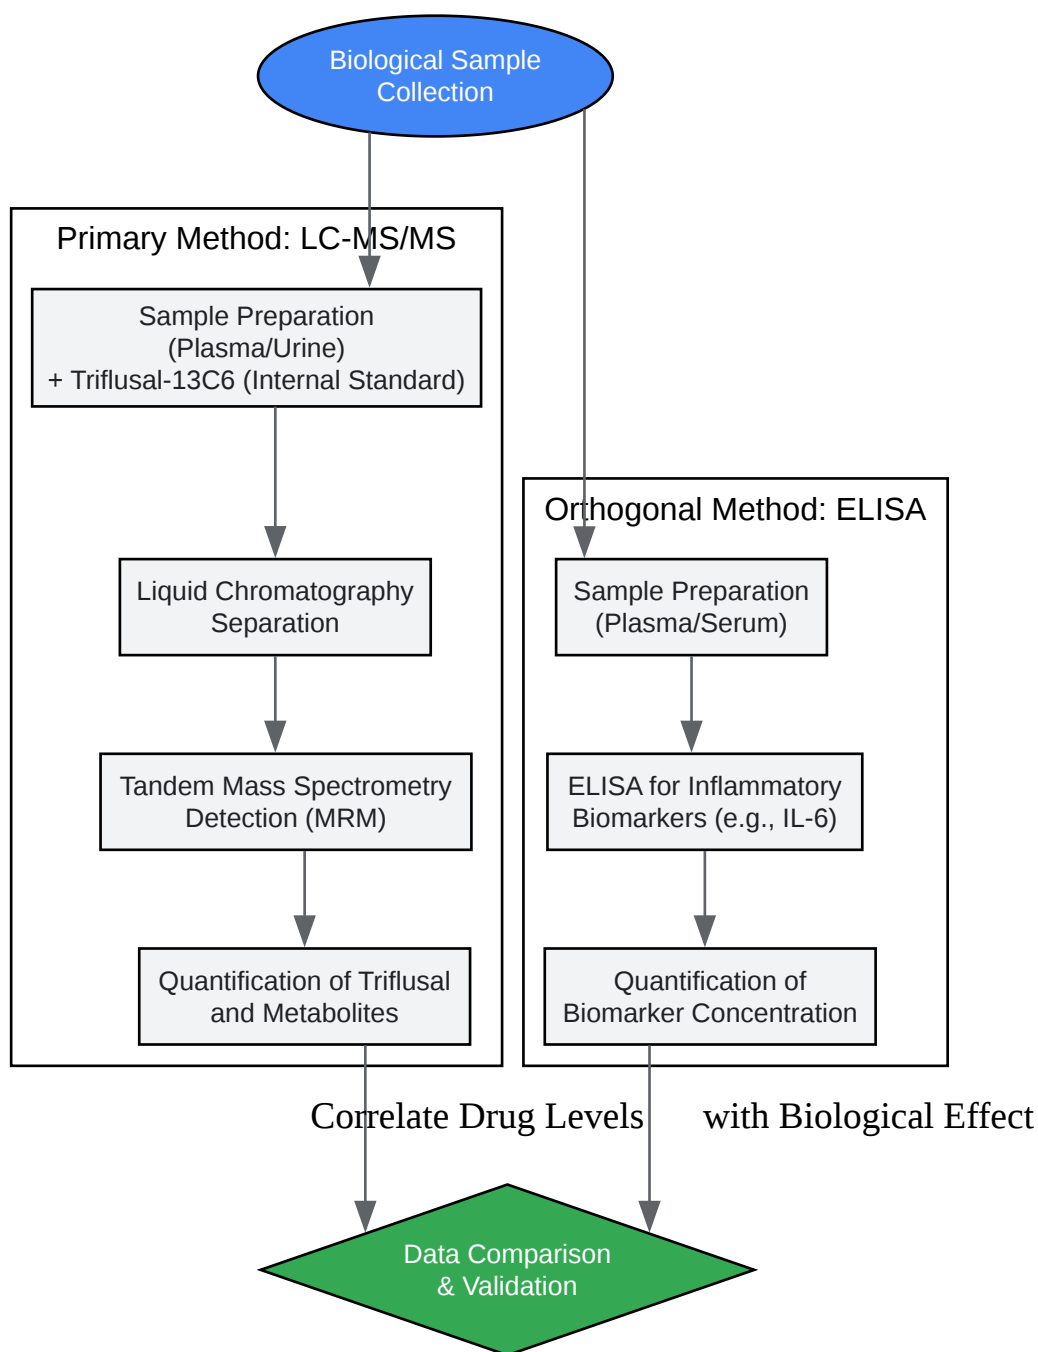 Biological Sample
Collection
Primary Method: LC-MS/MS
Sample Preparation
(Plasma/Urine)
+ Triflusal-13C6 (Internal Standard)
Liquid Chromatography
Separation
Tandem Mass Spectrometry
Detection (MRM)
Quantification of Triflusal
and Metabolites
Orthogonal Method: ELISA
Sample Preparation
(Plasma/Serum)
ELISA for Inflammatory
Biomarkers (e.g., IL-6)
Quantification of
Biomarker Concentration
Correlate Drug Levels
with Biological Effect
Data Comparison
& Validation